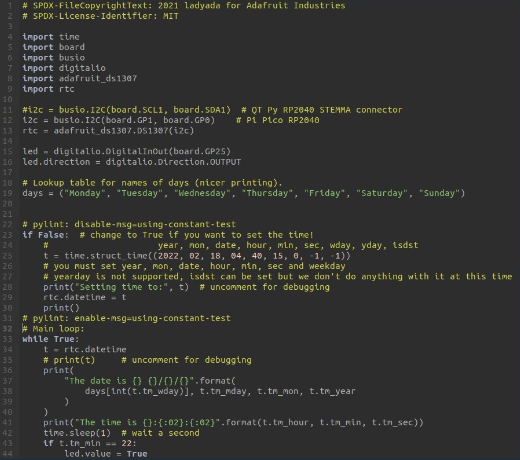 1 # SPDX-FileCopyrightText: 2021 ladyada for Adafruit Industries
2 # SPDX-License-Identifier: MIT
3
4 import time
5 import board
6 import busio
7 import digitalio
8 import adafruit_ds1307
9 import rtc
10
11 #i2c = busio.I2C(board.SCL1, board.SDA1)  # QT Py RP2040 STEMMA connector
12 i2c = busio.I2C(board.GP1, board.GP0)    # Pi Pico RP2040
13 rtc = adafruit_ds1307.DS1307(i2c)
14
15 led = digitalio.DigitalInOut(board.GP25)
16 led.direction = digitalio.Direction.OUTPUT
17
18 # Lookup table for names of days (nicer printing).
19 days = ("Monday", "Tuesday", "Wednesday", "Thursday", "Friday", "Saturday", "Sunday")
20
21
22 # pylint: disable-msg=using-constant-test
23 if False:  # change to True if you want to set the time!
24     #                     year, mon, date, hour, min, sec, wday, yday, isdst
25     t = time.struct_time((2022, 02, 18, 04, 40, 15, 0, -1, -1))
26     # you must set year, mon, date, hour, min, sec and weekday
27     # yearday is not supported, isdst can be set but we don't do anything with it at this time
28     print("Setting time to:", t)  # uncomment for debugging
29     rtc.datetime = t
30     print()
31 # pylint: enable-msg=using-constant-test
32 # Main loop:
33 while True:
34     t = rtc.datetime
35     # print(t)     # uncomment for debugging
36     print(
37         "The date is {} {}/{}/{}".format(
38             days[int(t.tm_wday)], t.tm_mday, t.tm_mon, t.tm_year
39         )
40     )
41     print("The time is {}:{:02}:{:02}".format(t.tm_hour, t.tm_min, t.tm_sec))
42     time.sleep(1)  # wait a second
43     if t.tm_min == 22:
44         led.value = True